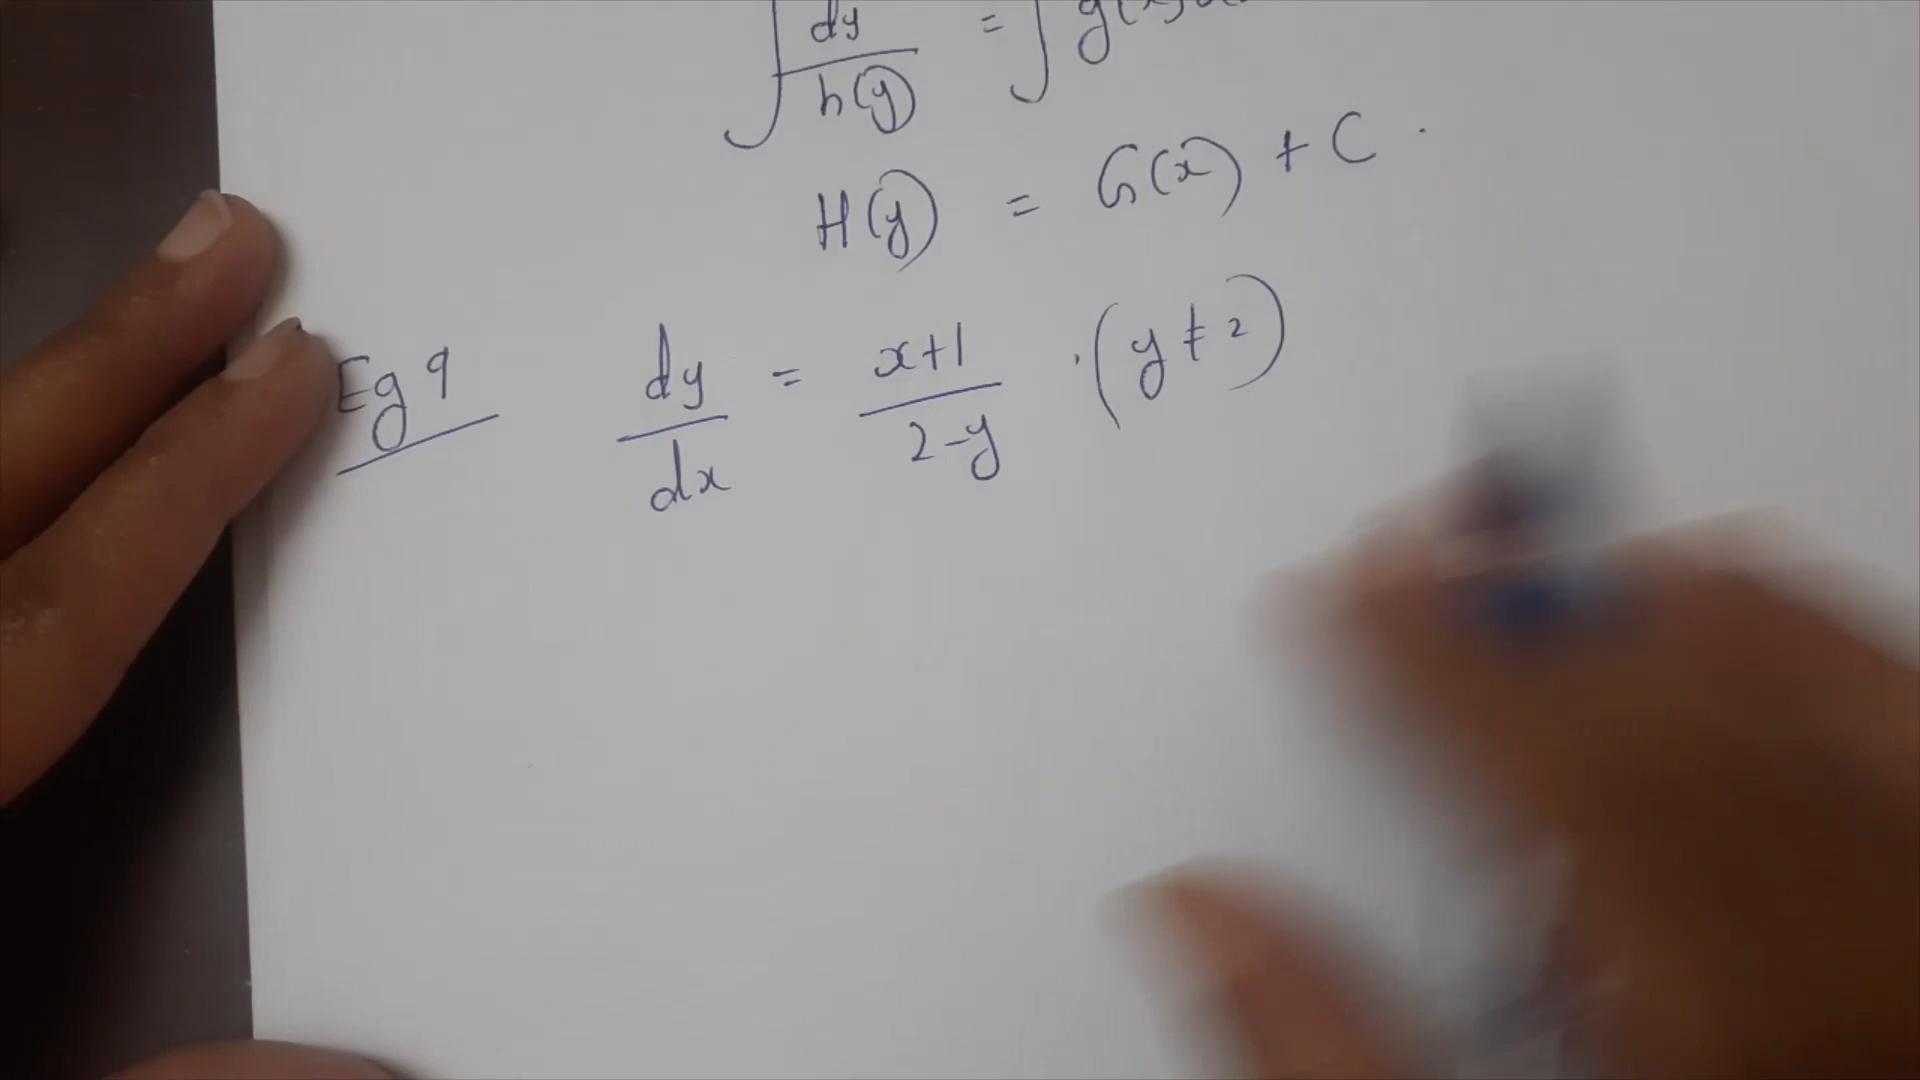 ∫ dy/h(y) = ∫ g(x)
H(y) = G(x) + C .
Eg 9 dy/dx = x+1/2-y . (y ≠ 2)